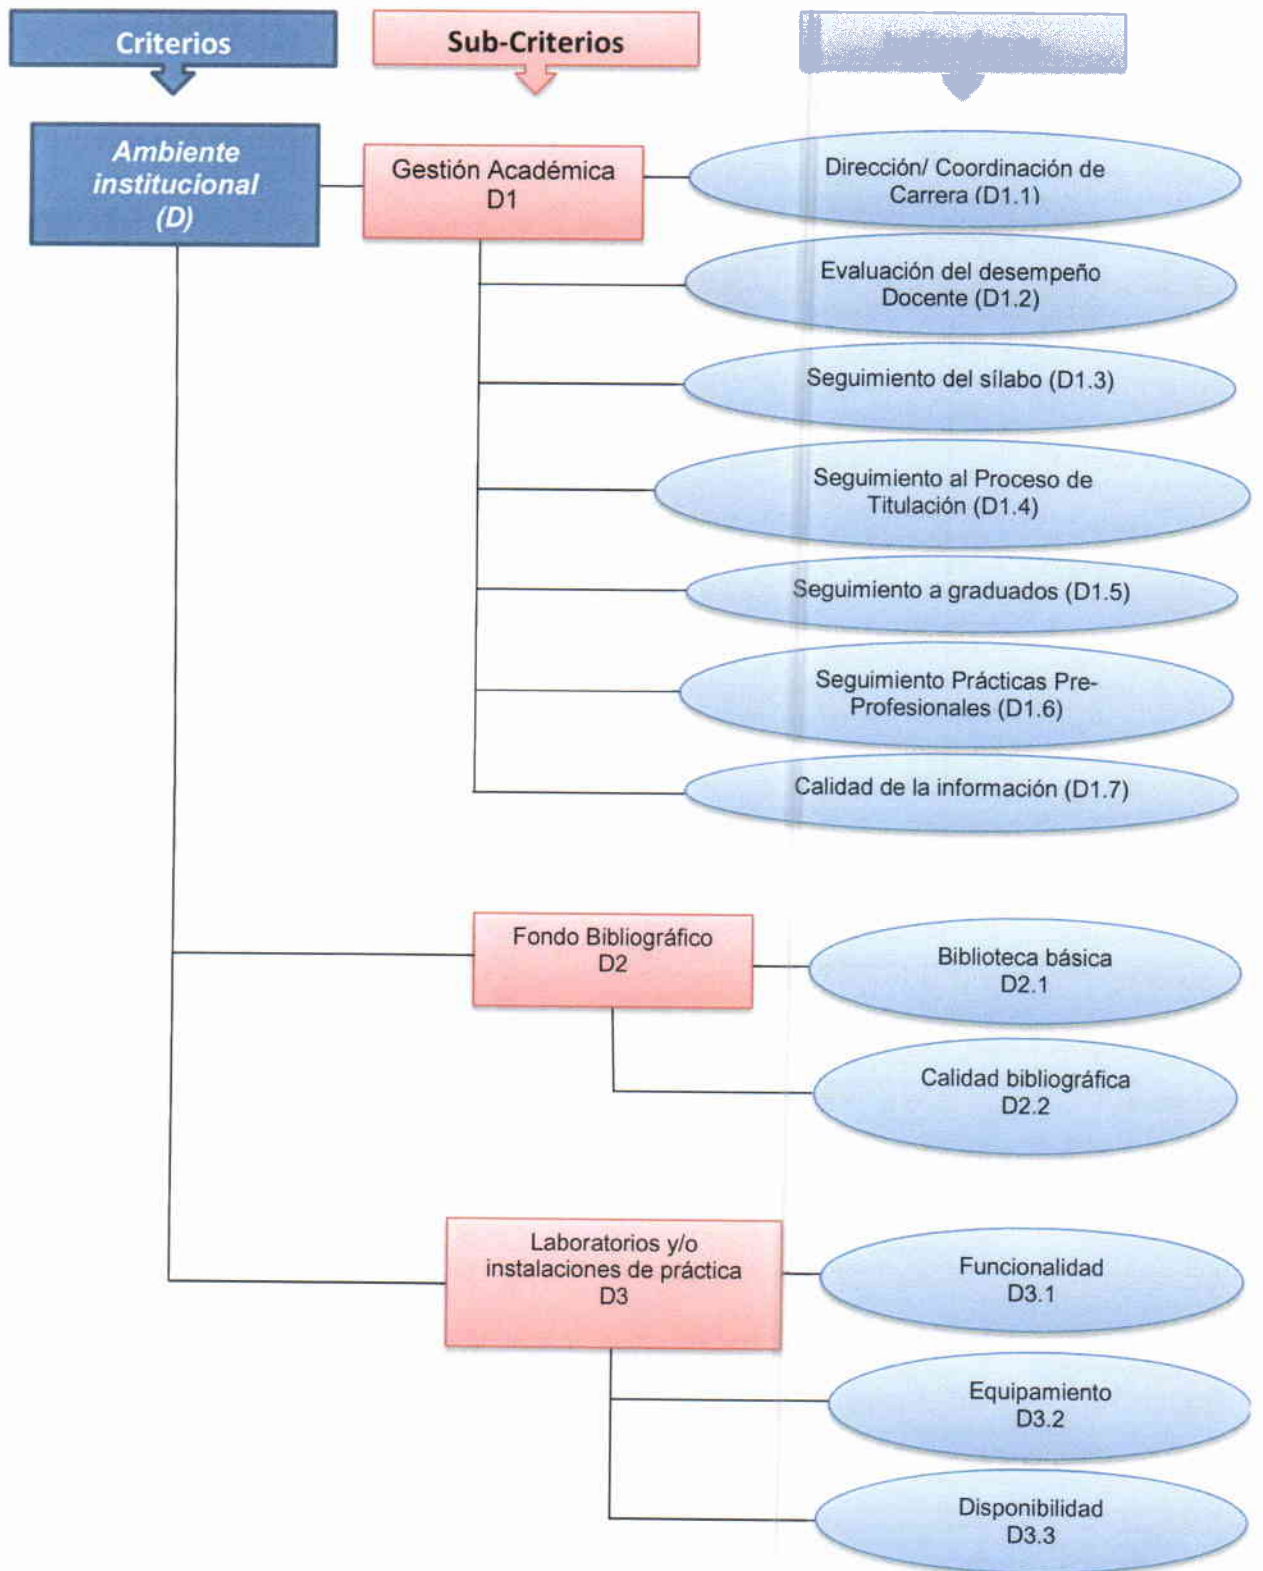 Criterios
Sub-Criterios
Ambiente
institucional
(D)
Gestión Académica
D1
Dirección/ Coordinación de
Carrera (D1.1)
Evaluación del desempeño
Docente (D1.2)
Seguimiento del sílabo (D1.3)
Seguimiento al Proceso de
Titulación (D1.4)
Seguimiento a graduados (D1.5)
Seguimiento Prácticas Pre-
Profesionales (D1.6)
Calidad de la información (D1.7)
Fondo Bibliográfico
D2
Biblioteca básica
D2.1
Calidad bibliográfica
D2.2
Laboratorios y/o
instalaciones de práctica
D3
Funcionalidad
D3.1
Equipamiento
D3.2
Disponibilidad
D3.3